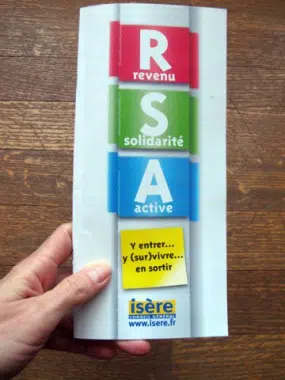 R
revenu
S
solidarité
A
active
Y entrer...
y (sur)vivre...
en sortir
isère
CONSEIL GÉNÉRAL
www.isere.fr